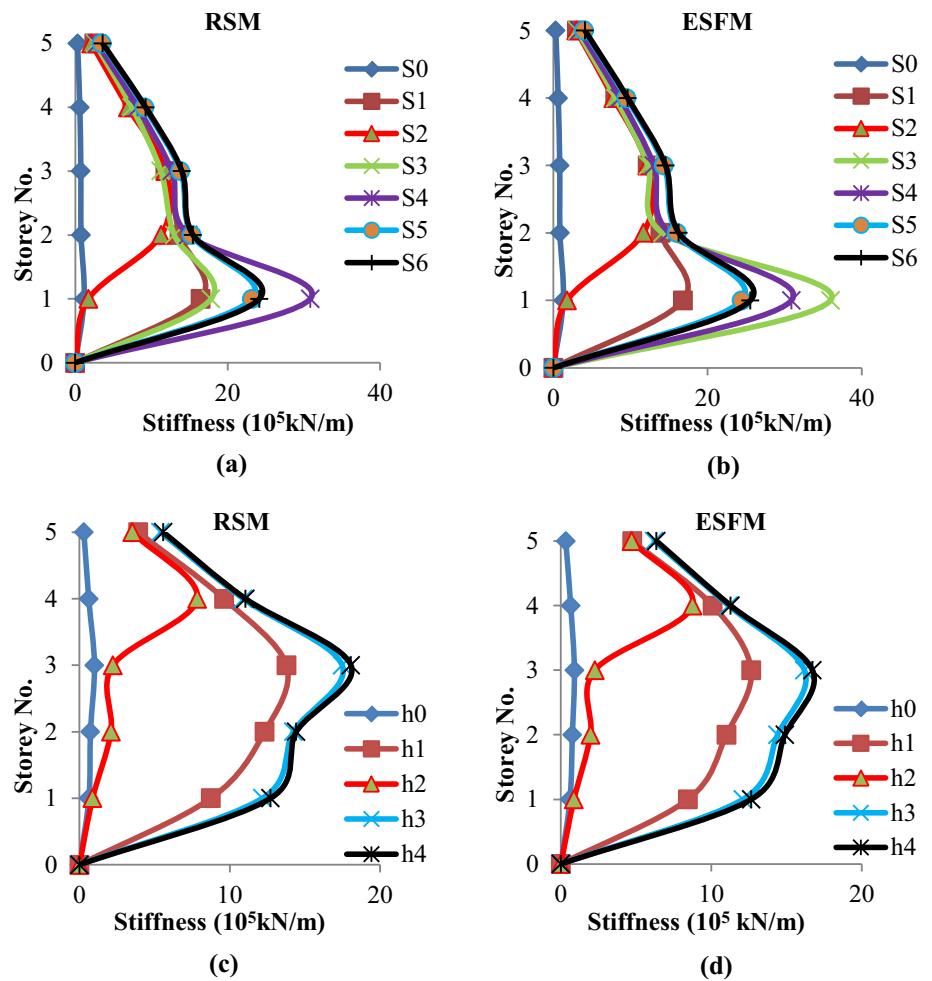 RSM
5
4
3
2
1
0
Storey No.
0 20 40
Stiffness (10⁵kN/m)
S0
S1
S2
S3
S4
S5
S6
(a)
ESFM
5
4
3
2
1
0
Storey No.
0 20 40
Stiffness (10⁵kN/m)
S0
S1
S2
S3
S4
S5
S6
(b)
RSM
5
4
3
2
1
0
Storey No.
0 10 20
Stiffness (10⁵kN/m)
h0
h1
h2
h3
h4
(c)
ESFM
5
4
3
2
1
0
Storey No.
0 10 20
Stiffness (10⁵ kN/m)
h0
h1
h2
h3
h4
(d)